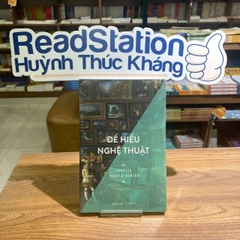 ReadStation
Huỳnh Thúc Kháng
ĐỂ HIỂU
NGHỆ THUẬT